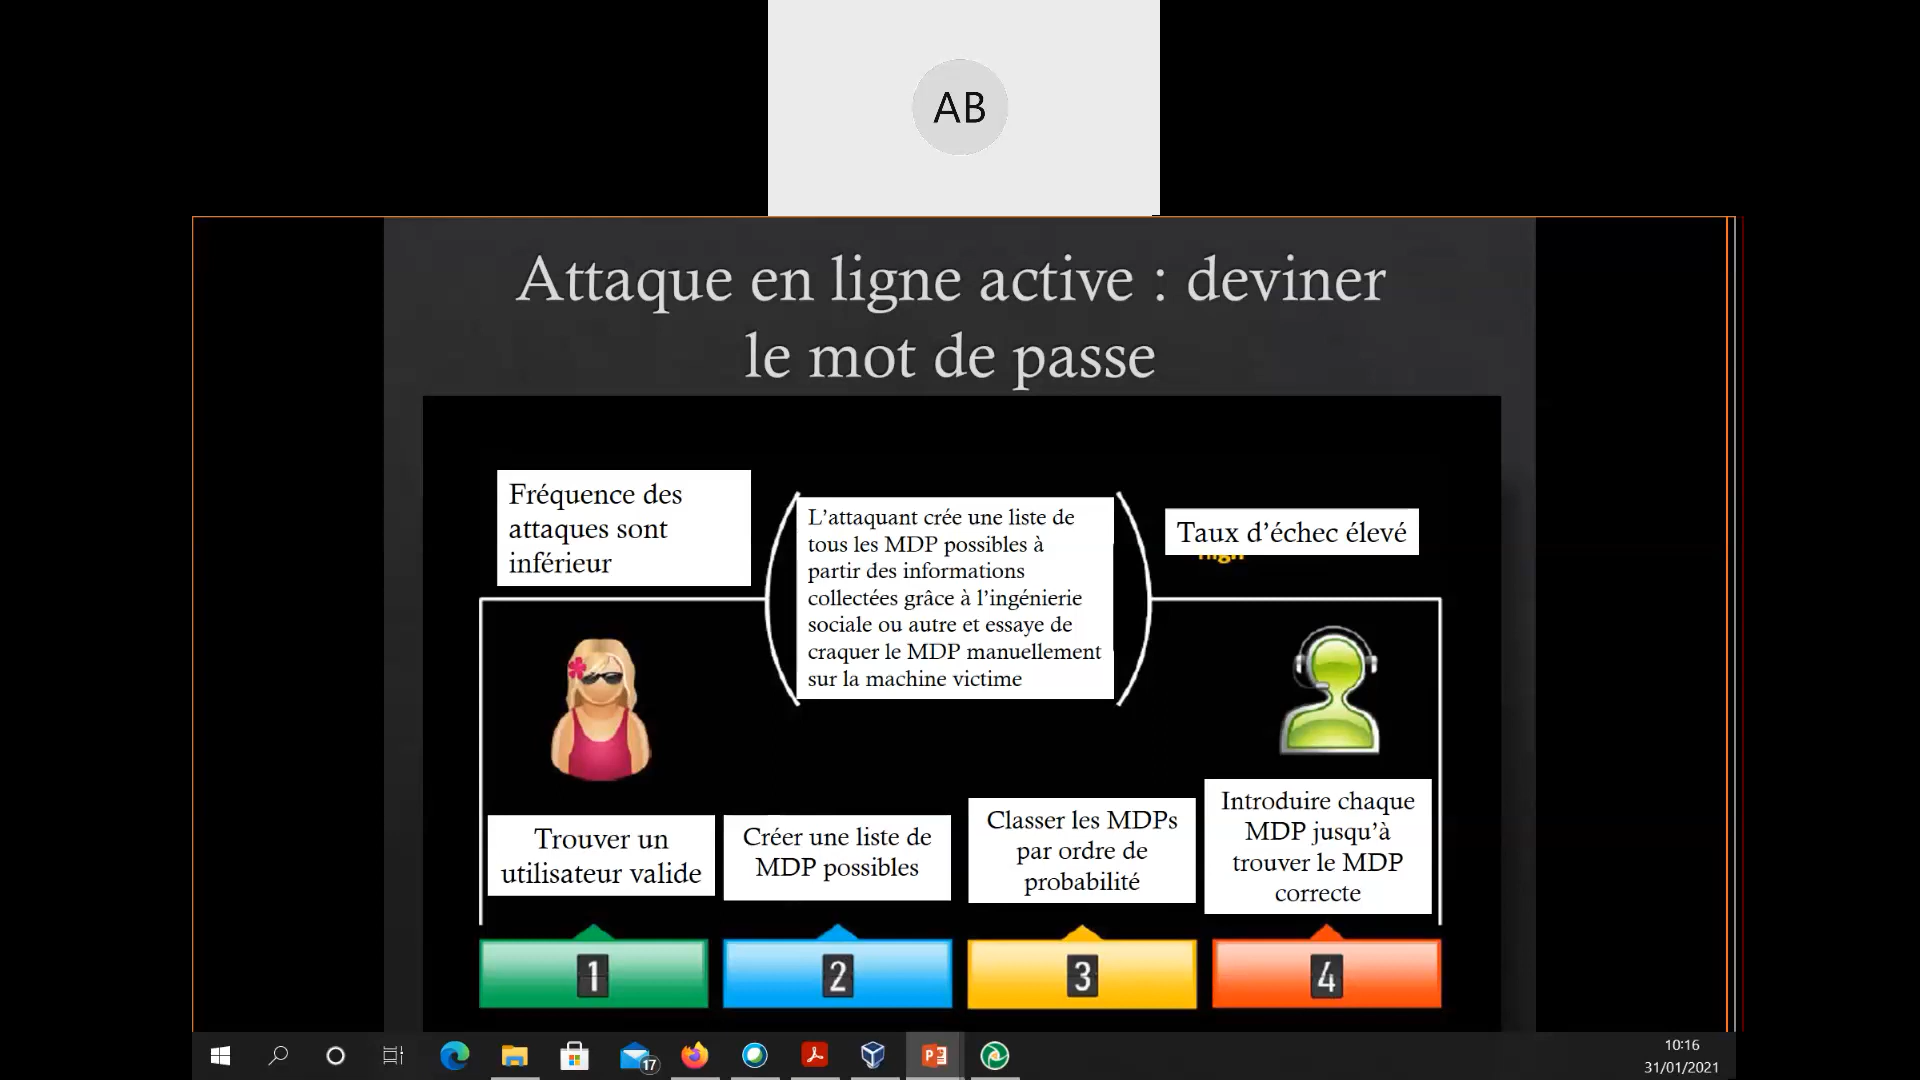 AB
Attaque en ligne active : deviner
le mot de passe
Fréquence des
attaques sont
inférieur
L'attaquant crée une liste de
tous les MDP possibles à
partir des informations
collectées grâce à l'ingénierie
sociale ou autre et essaye de
craquer le MDP manuellement
sur la machine victime
Taux d'échec élevé
Trouver un
utilisateur valide
Créer une liste de
MDP possibles
Classer les MDPs
par ordre de
probabilité
Introduire chaque
MDP jusqu'à
trouver le MDP
correcte
1
2
3
4
17
10:16
31/01/2021